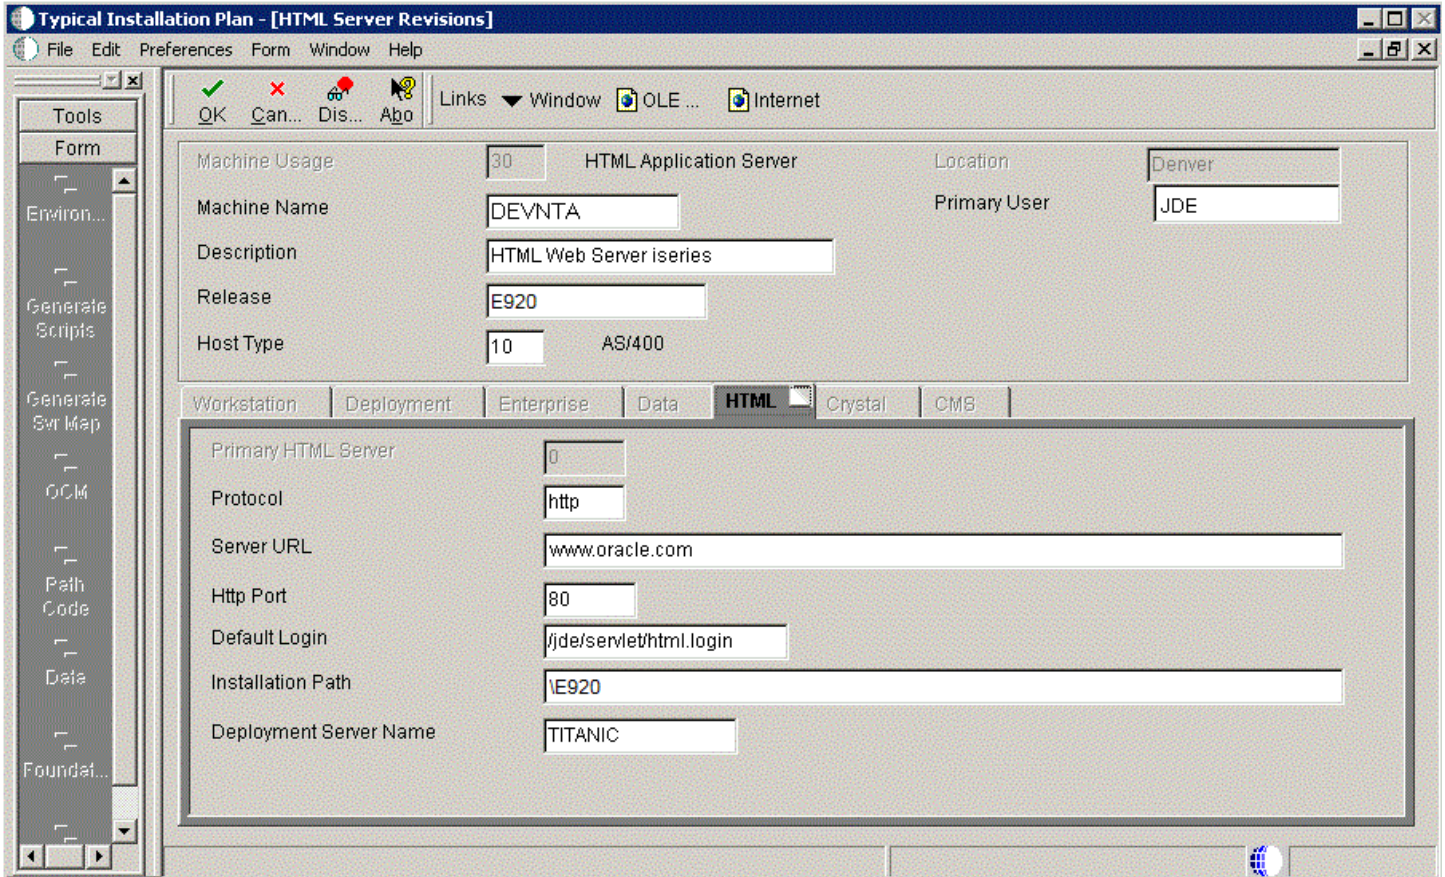 Typical Installation Plan - [HTML Server Revisions]
File Edit Preferences Form Window Help
Tools
Form
Environ...
Generate
Scripts
Generate
Svr Map
OCM
Path
Code
Data
Foundat...
OK Can... Dis... Abo Links Window OLE ... Internet
Machine Usage 30 HTML Application Server Location Denver
Machine Name DEVNTA Primary User JDE
Description HTML Web Server iseries
Release E920
Host Type 10 AS/400
Workstation Deployment Enterprise Data HTML Crystal CMS
Primary HTML Server 0
Protocol http
Server URL www.oracle.com
Http Port 80
Default Login /jde/servlet/html.login
Installation Path \E920
Deployment Server Name TITANIC